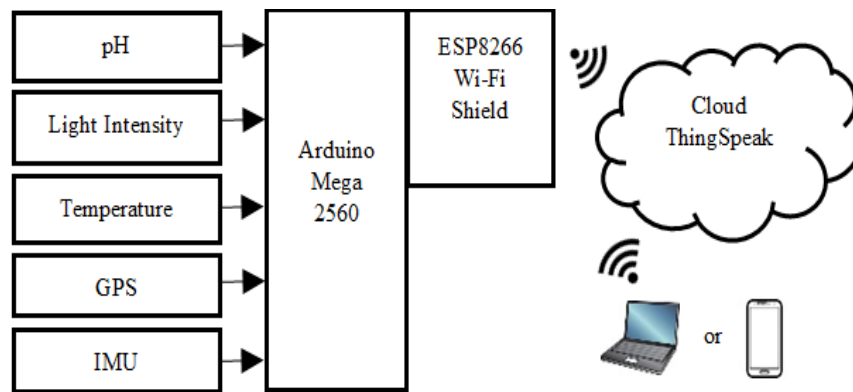 pH
Light Intensity
Temperature
GPS
IMU
Arduino
Mega
2560
ESP8266
Wi-Fi
Shield
Cloud
ThingSpeak
or